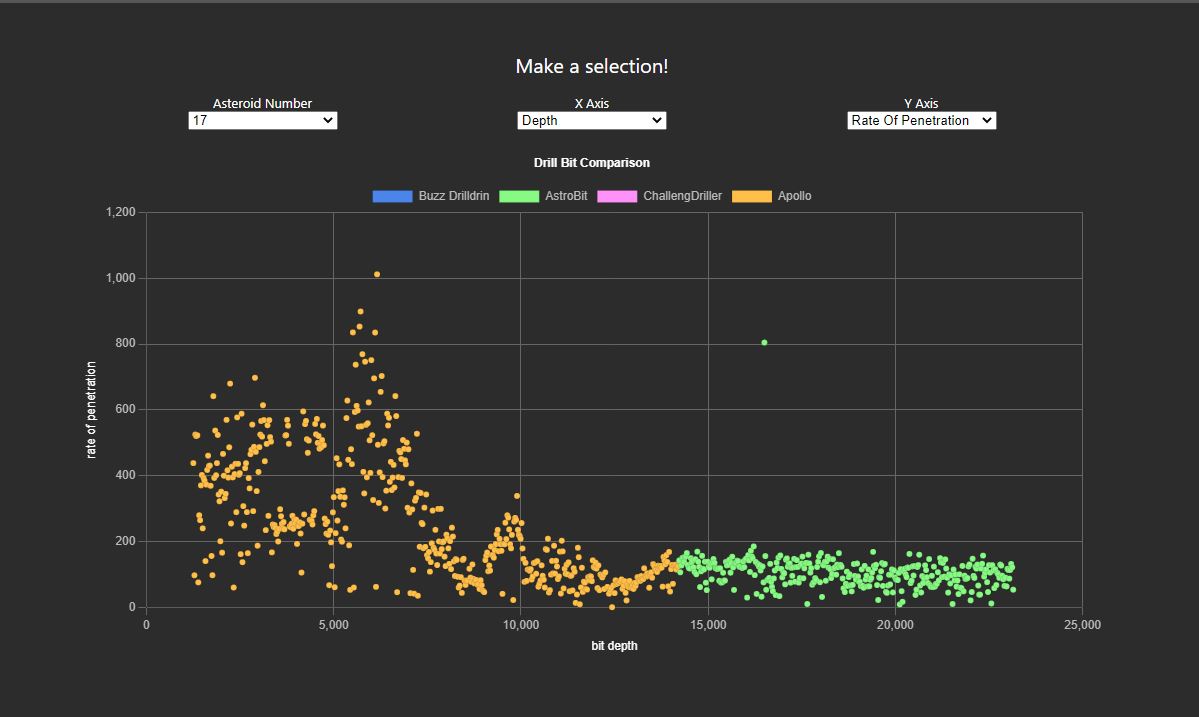 Make a selection!
Asteroid Number X Axis Y Axis
17 Depth Rate Of Penetration
Drill Bit Comparison
Buzz Drilldrin AstroBit ChallengDriller Apollo
1,200
1,000
800
600
400
200
0
rate of penetration
0 5,000 10,000 15,000 20,000 25,000
bit depth